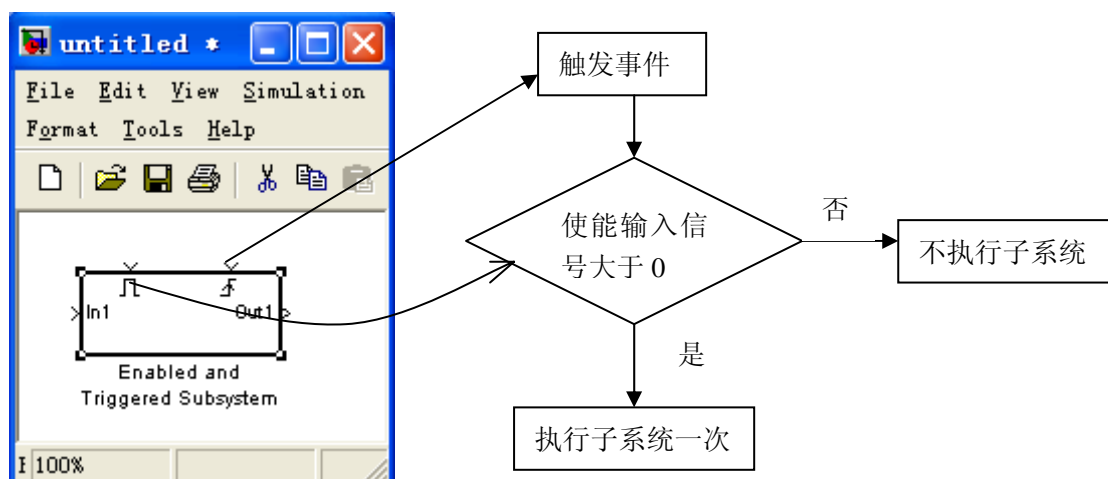 untitled *
File Edit View Simulation
Format Tools Help
In1
Out1
Enabled and
Triggered Subsystem
100%
触发事件
使能输入信
号大于 0
否
不执行子系统
是
执行子系统一次